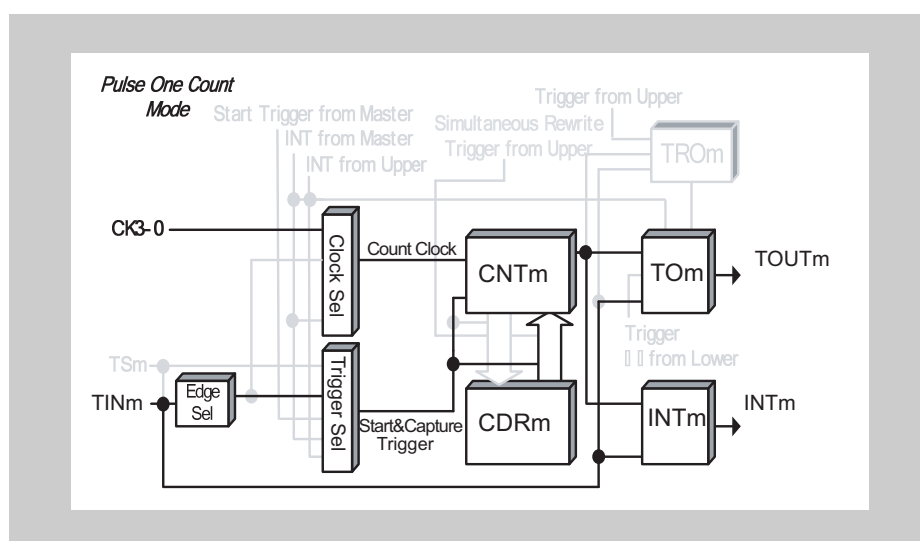 Pulse One Count
Mode
Start Trigger from Master
INT from Master
INT from Upper
Trigger from Upper
Simultaneous Rewrite
Trigger from Upper
TROm
CK3-0
Clock Sel
Count Clock
CNTm
TOm
TOUTm
Trigger
from Lower
TSm
TINm
Edge
Sel
Trigger Sel
Start&Capture
Trigger
CDRm
INTm
INTm